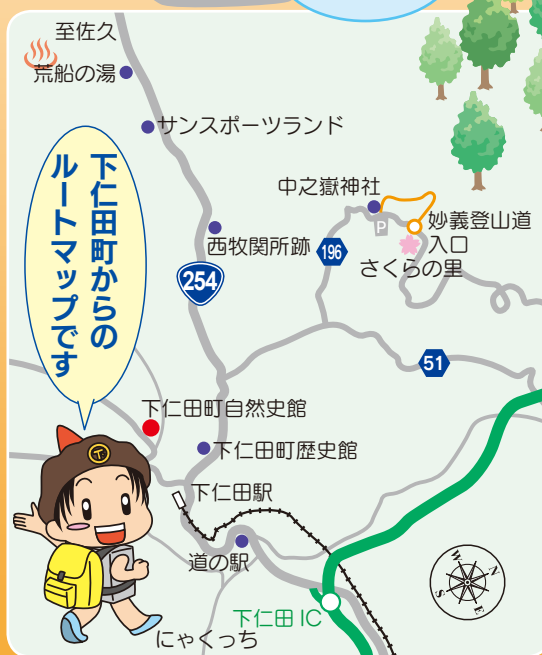 至佐久
荒船の湯
サンスポーツランド
中之嶽神社
P
妙義登山道
入口
さくらの里
西牧関所跡
196
254
下仁田町からの
ルートマップです
51
下仁田町自然史館
下仁田町歴史館
下仁田駅
道の駅
下仁田 IC
にゃくっち
下
W
N
S
E